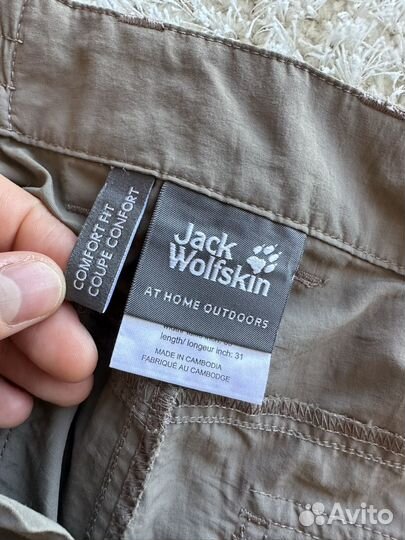 COMFORT FIT
COUPE CONFORT
Jack
Wolfskin
AT HOME OUTDOORS
length/ longeur inch: 31
MADE IN CAMBODIA
FABRIQUÉ AU CAMBODGE
Avito